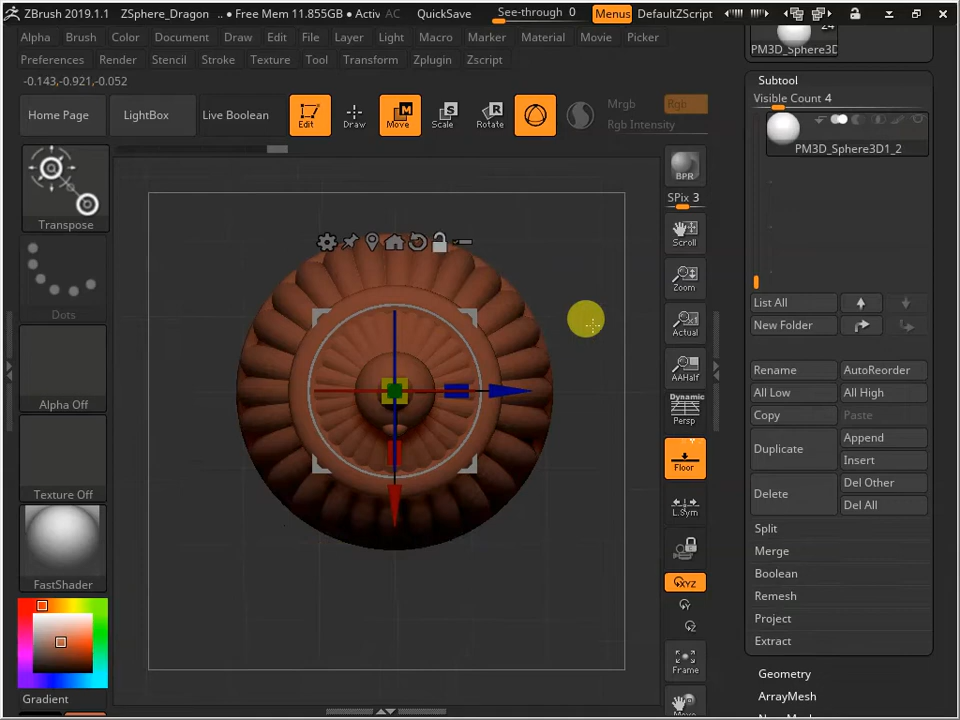 ZBrush 2019.1.1 ZSphere_Dragon .. ● Free Mem 11.855GB ● Activ AC QuickSave See-through 0 Menus DefaultZScript
Alpha Brush Color Document Draw Edit File Layer Light Macro Marker Material Movie Picker
Preferences Render Stencil Stroke Texture Tool Transform Zplugin Zscript
-0.143,-0.921,-0.052
Home Page LightBox Live Boolean Edit Draw Move Scale Rotate Mrgb Rgb
Rgb Intensity
Transpose
Dots
Alpha Off
Texture Off
FastShader
Gradient
BPR
SPix 3
Scroll
Zoom
Actual
AAHalf
Dynamic
Persp
Floor
L.Sym
XYZ
Frame
Move
24
PM3D_Sphere3D
Subtool
Visible Count 4
PM3D_Sphere3D1_2
List All
New Folder
Rename AutoReorder
All Low All High
Copy Paste
Duplicate Append
Insert
Delete Del Other
Del All
Split
Merge
Boolean
Remesh
Project
Extract
Geometry
ArrayMesh